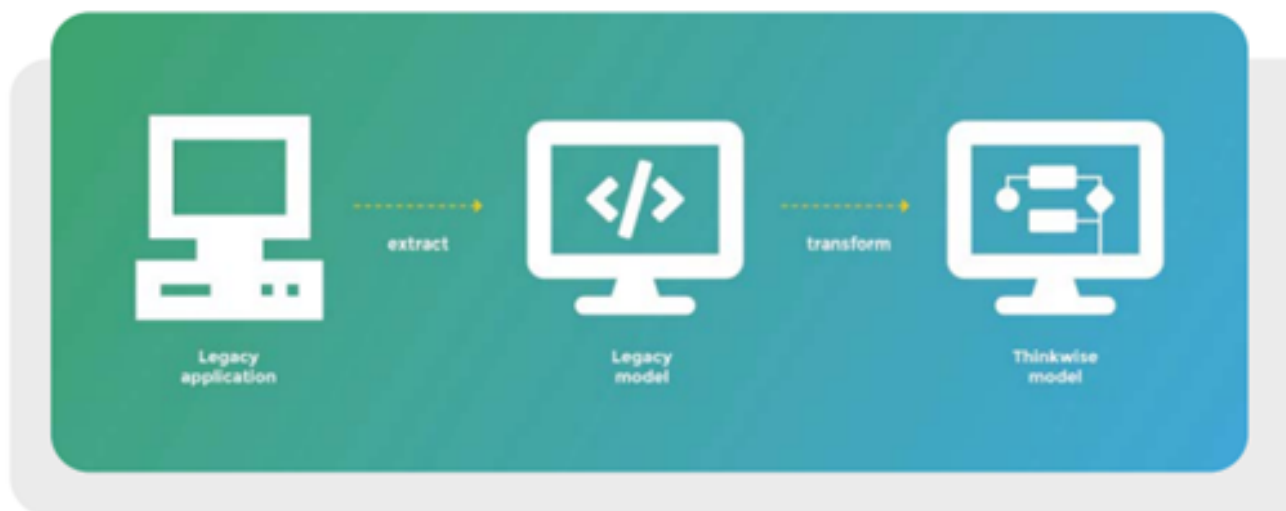 extract
transform
Legacy
application
Legacy
model
Thinkwise
model